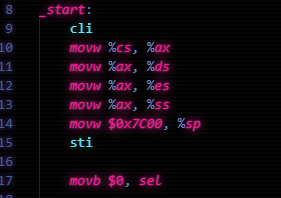 8 _start:
9 cli
10 movw %cs, %ax
11 movw %ax, %ds
12 movw %ax, %es
13 movw %ax, %ss
14 movw $0x7C00, %sp
15 sti
16
17 movb $0, sel